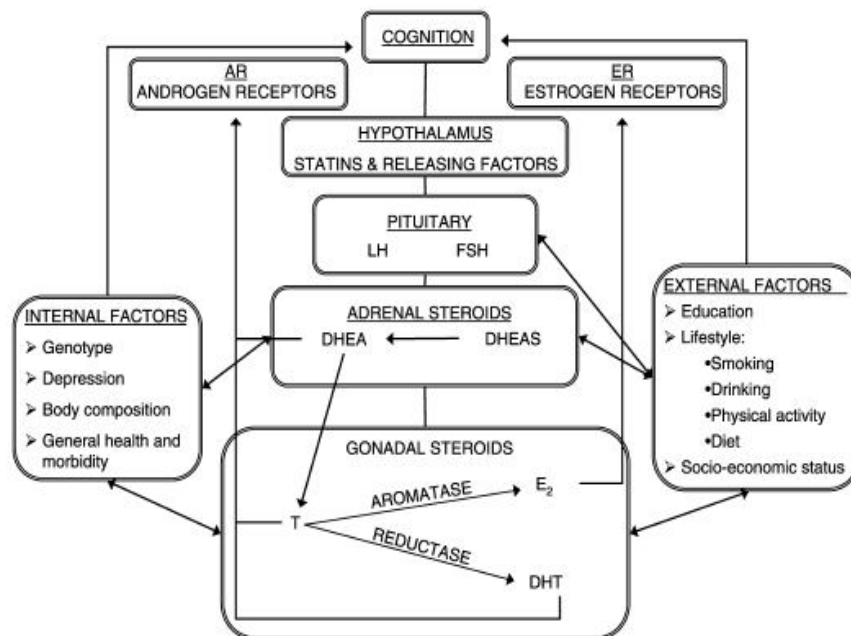 COGNITION
AR
ANDROGEN RECEPTORS
ER
ESTROGEN RECEPTORS
HYPOTHALAMUS
STATINS & RELEASING FACTORS
PITUITARY
LH FSH
INTERNAL FACTORS
➢ Genotype
➢ Depression
➢ Body composition
➢ General health and
morbidity
ADRENAL STEROIDS
DHEA DHEAS
EXTERNAL FACTORS
➢ Education
➢ Lifestyle:
•Smoking
•Drinking
•Physical activity
•Diet
➢ Socio-economic status
GONADAL STEROIDS
T
AROMATASE
E₂
REDUCTASE
DHT